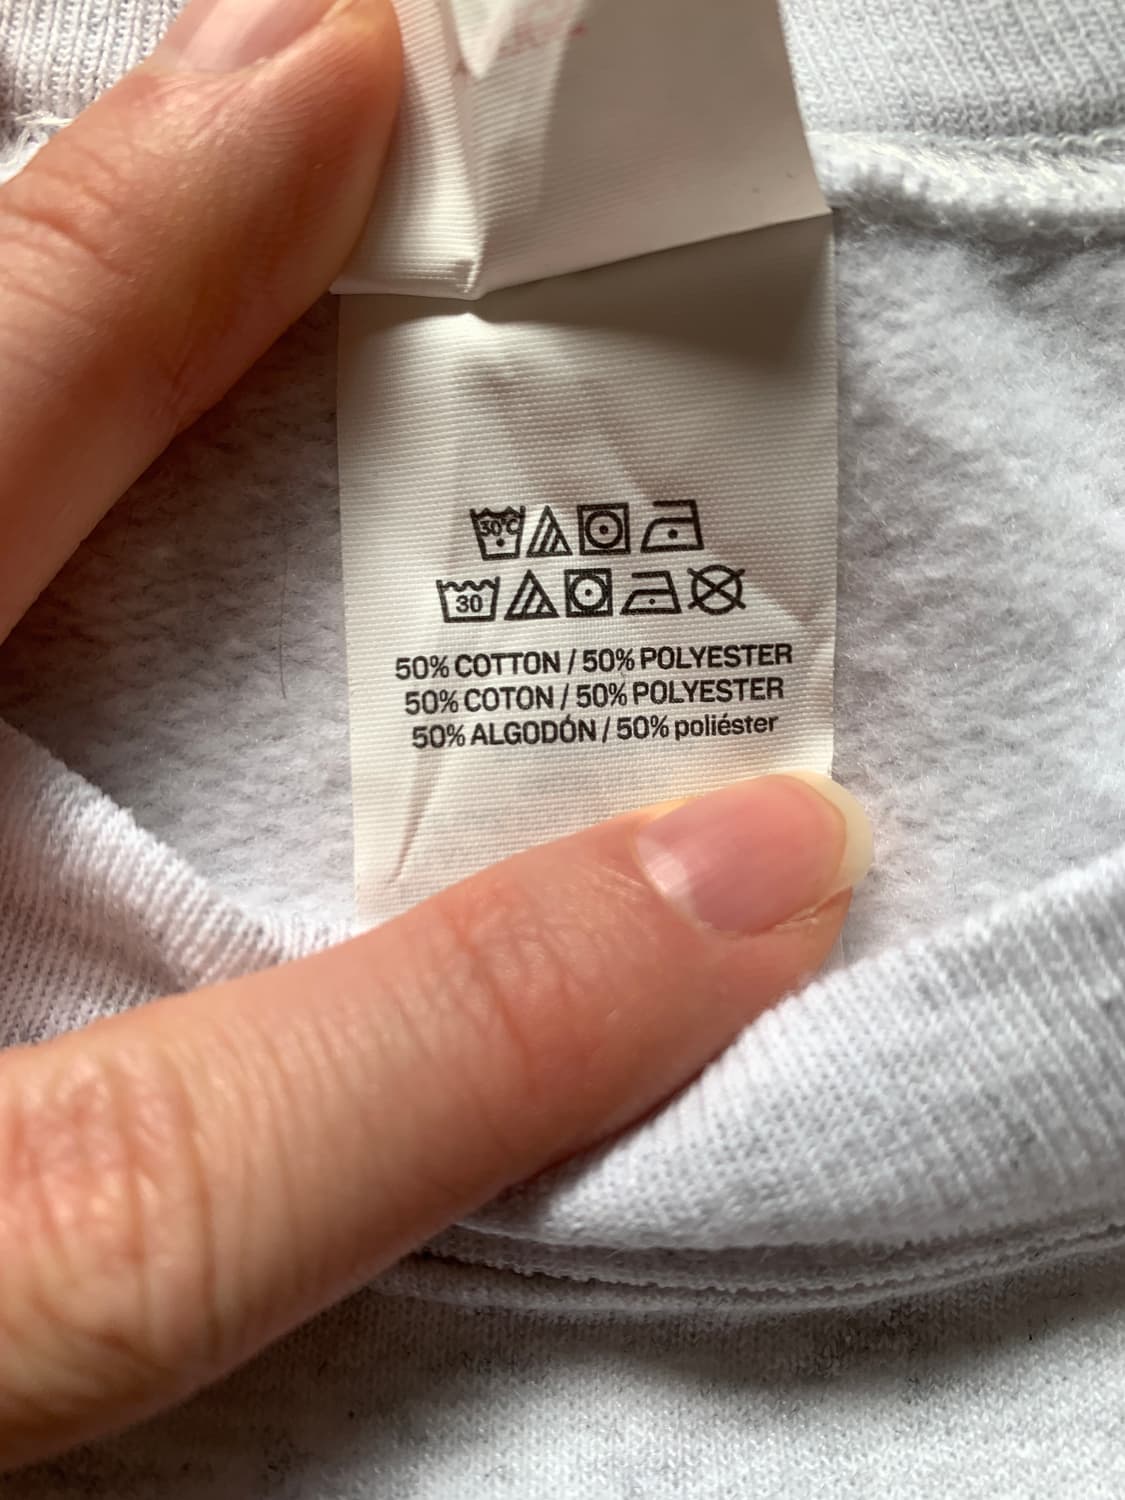 30°C
30
50% COTTON / 50% POLYESTER
50% COTON / 50% POLYESTER
50% ALGODÓN / 50% poliéster